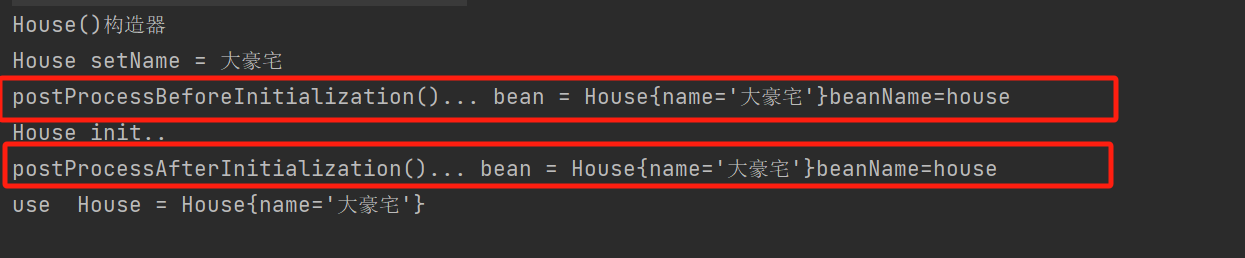 House()构造器
House setName = 大豪宅
postProcessBeforeInitialization()... bean = House{name='大豪宅'}beanName=house
House init..
postProcessAfterInitialization()... bean = House{name='大豪宅'}beanName=house
use  House = House{name='大豪宅'}